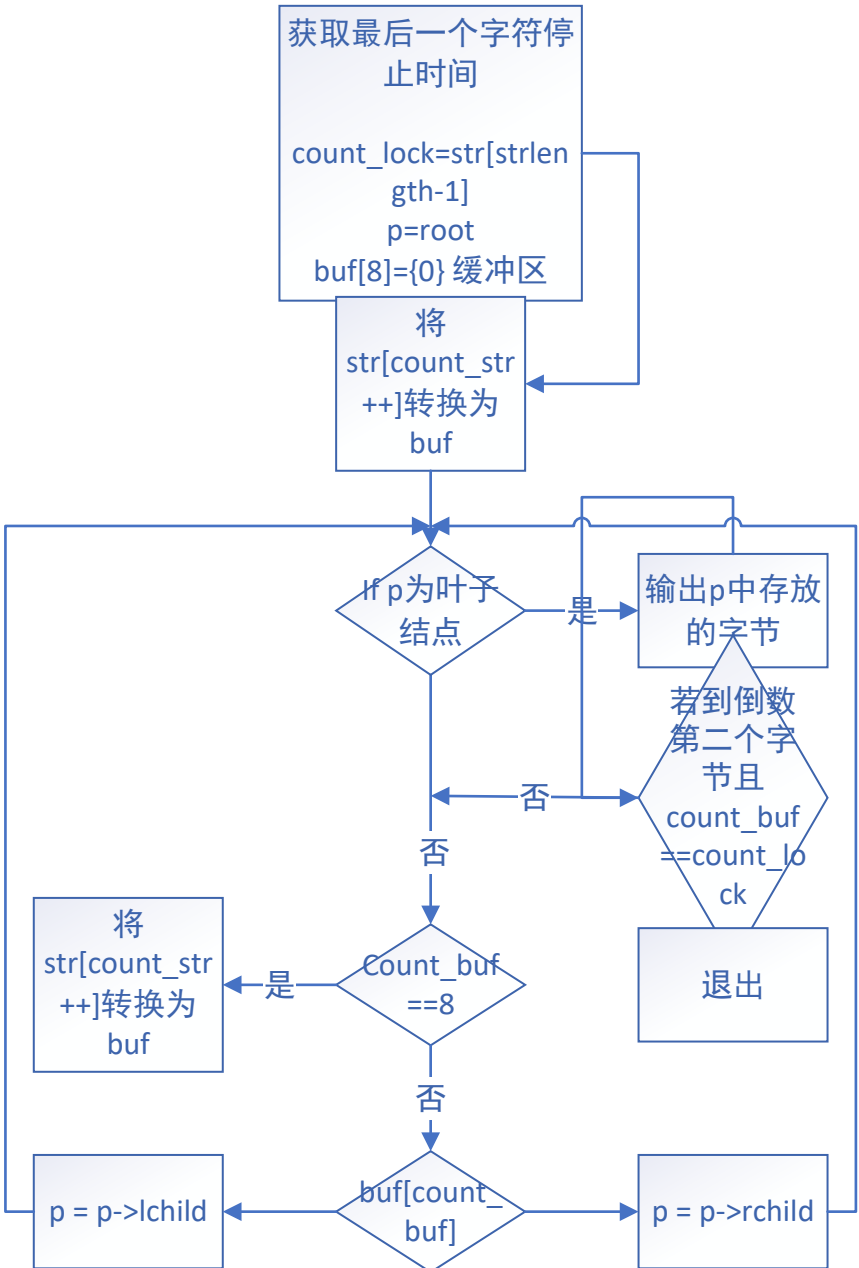 获取最后一个字符停
止时间
count_lock=str[strlen
gth-1]
p=root
buf[8]={0} 缓冲区
将
str[count_str
++]转换为
buf
If p为叶子
结点
是
输出p中存放
的字节
若到倒数
第二个字
节且
count_buf
==count_lo
ck
否
否
将
str[count_str
++]转换为
buf
是
Count_buf
==8
退出
否
p = p->lchild
buf[count_
buf]
p = p->rchild